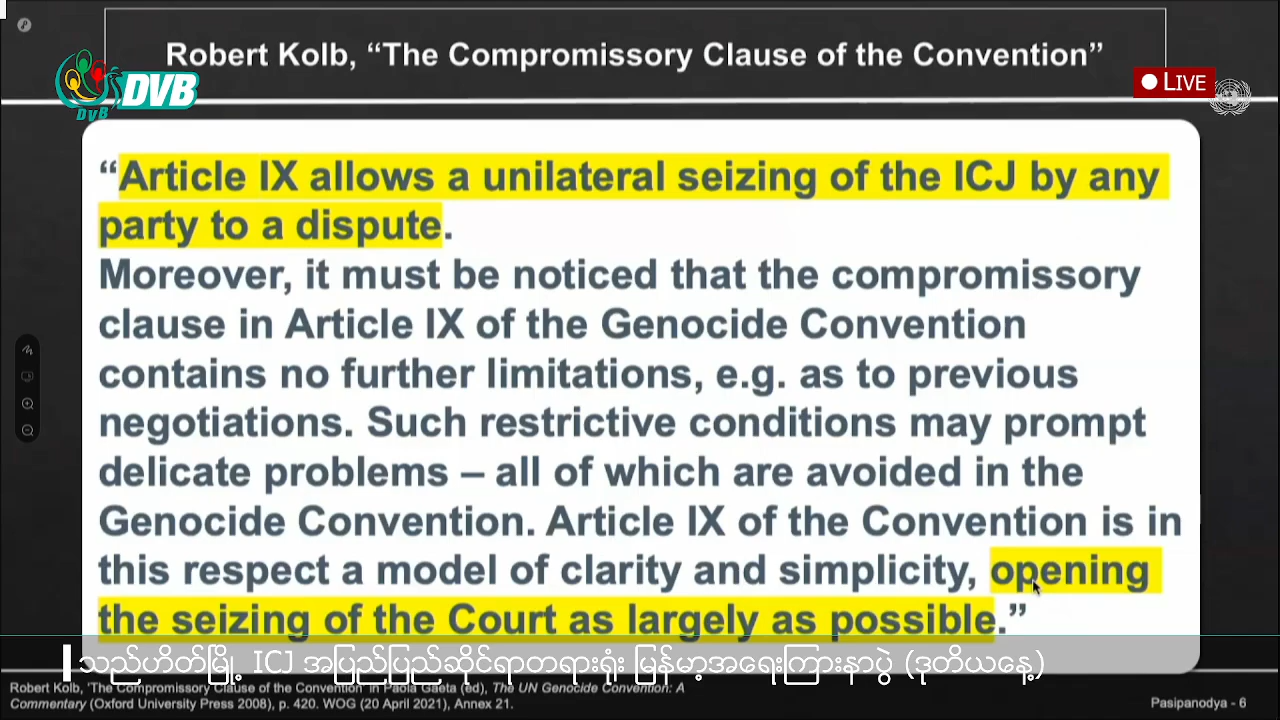 Robert Kolb, “The Compromissory Clause of the Convention”
DVB
DVB
LIVE
“Article IX allows a unilateral seizing of the ICJ by any
party to a dispute.
Moreover, it must be noticed that the compromissory
clause in Article IX of the Genocide Convention
contains no further limitations, e.g. as to previous
negotiations. Such restrictive conditions may prompt
delicate problems – all of which are avoided in the
Genocide Convention. Article IX of the Convention is in
this respect a model of clarity and simplicity, opening
the seizing of the Court as largely as possible.”
သည်ဟိတ်မြို့ ICJ အပြည်ပြည်ဆိုင်ရာတရားရုံး မြန်မာ့အရေးကြားနာပွဲ (ဒုတိယနေ့)
Robert Kolb, 'The Compromissory Clause of the Convention' in Paola Gaeta (ed), The UN Genocide Convention: A
Commentary (Oxford University Press 2008), p. 420. WOG (20 April 2021), Annex 21.
Pasipanodya - 6